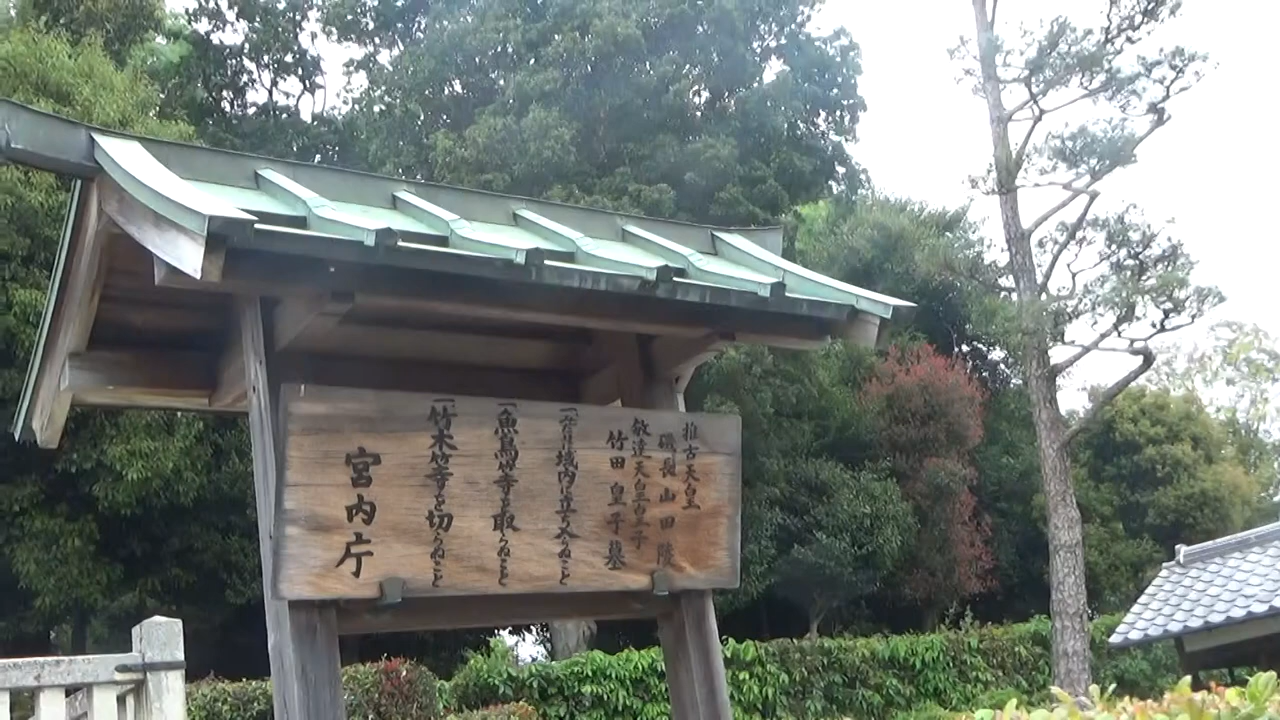 推古天皇
磯長山田陵
敏達天皇皇子
竹田皇子墓
一、みだりに域内に立ち入らぬこと
一、魚鳥等を取らぬこと
一、竹木等を切らぬこと
宮内庁